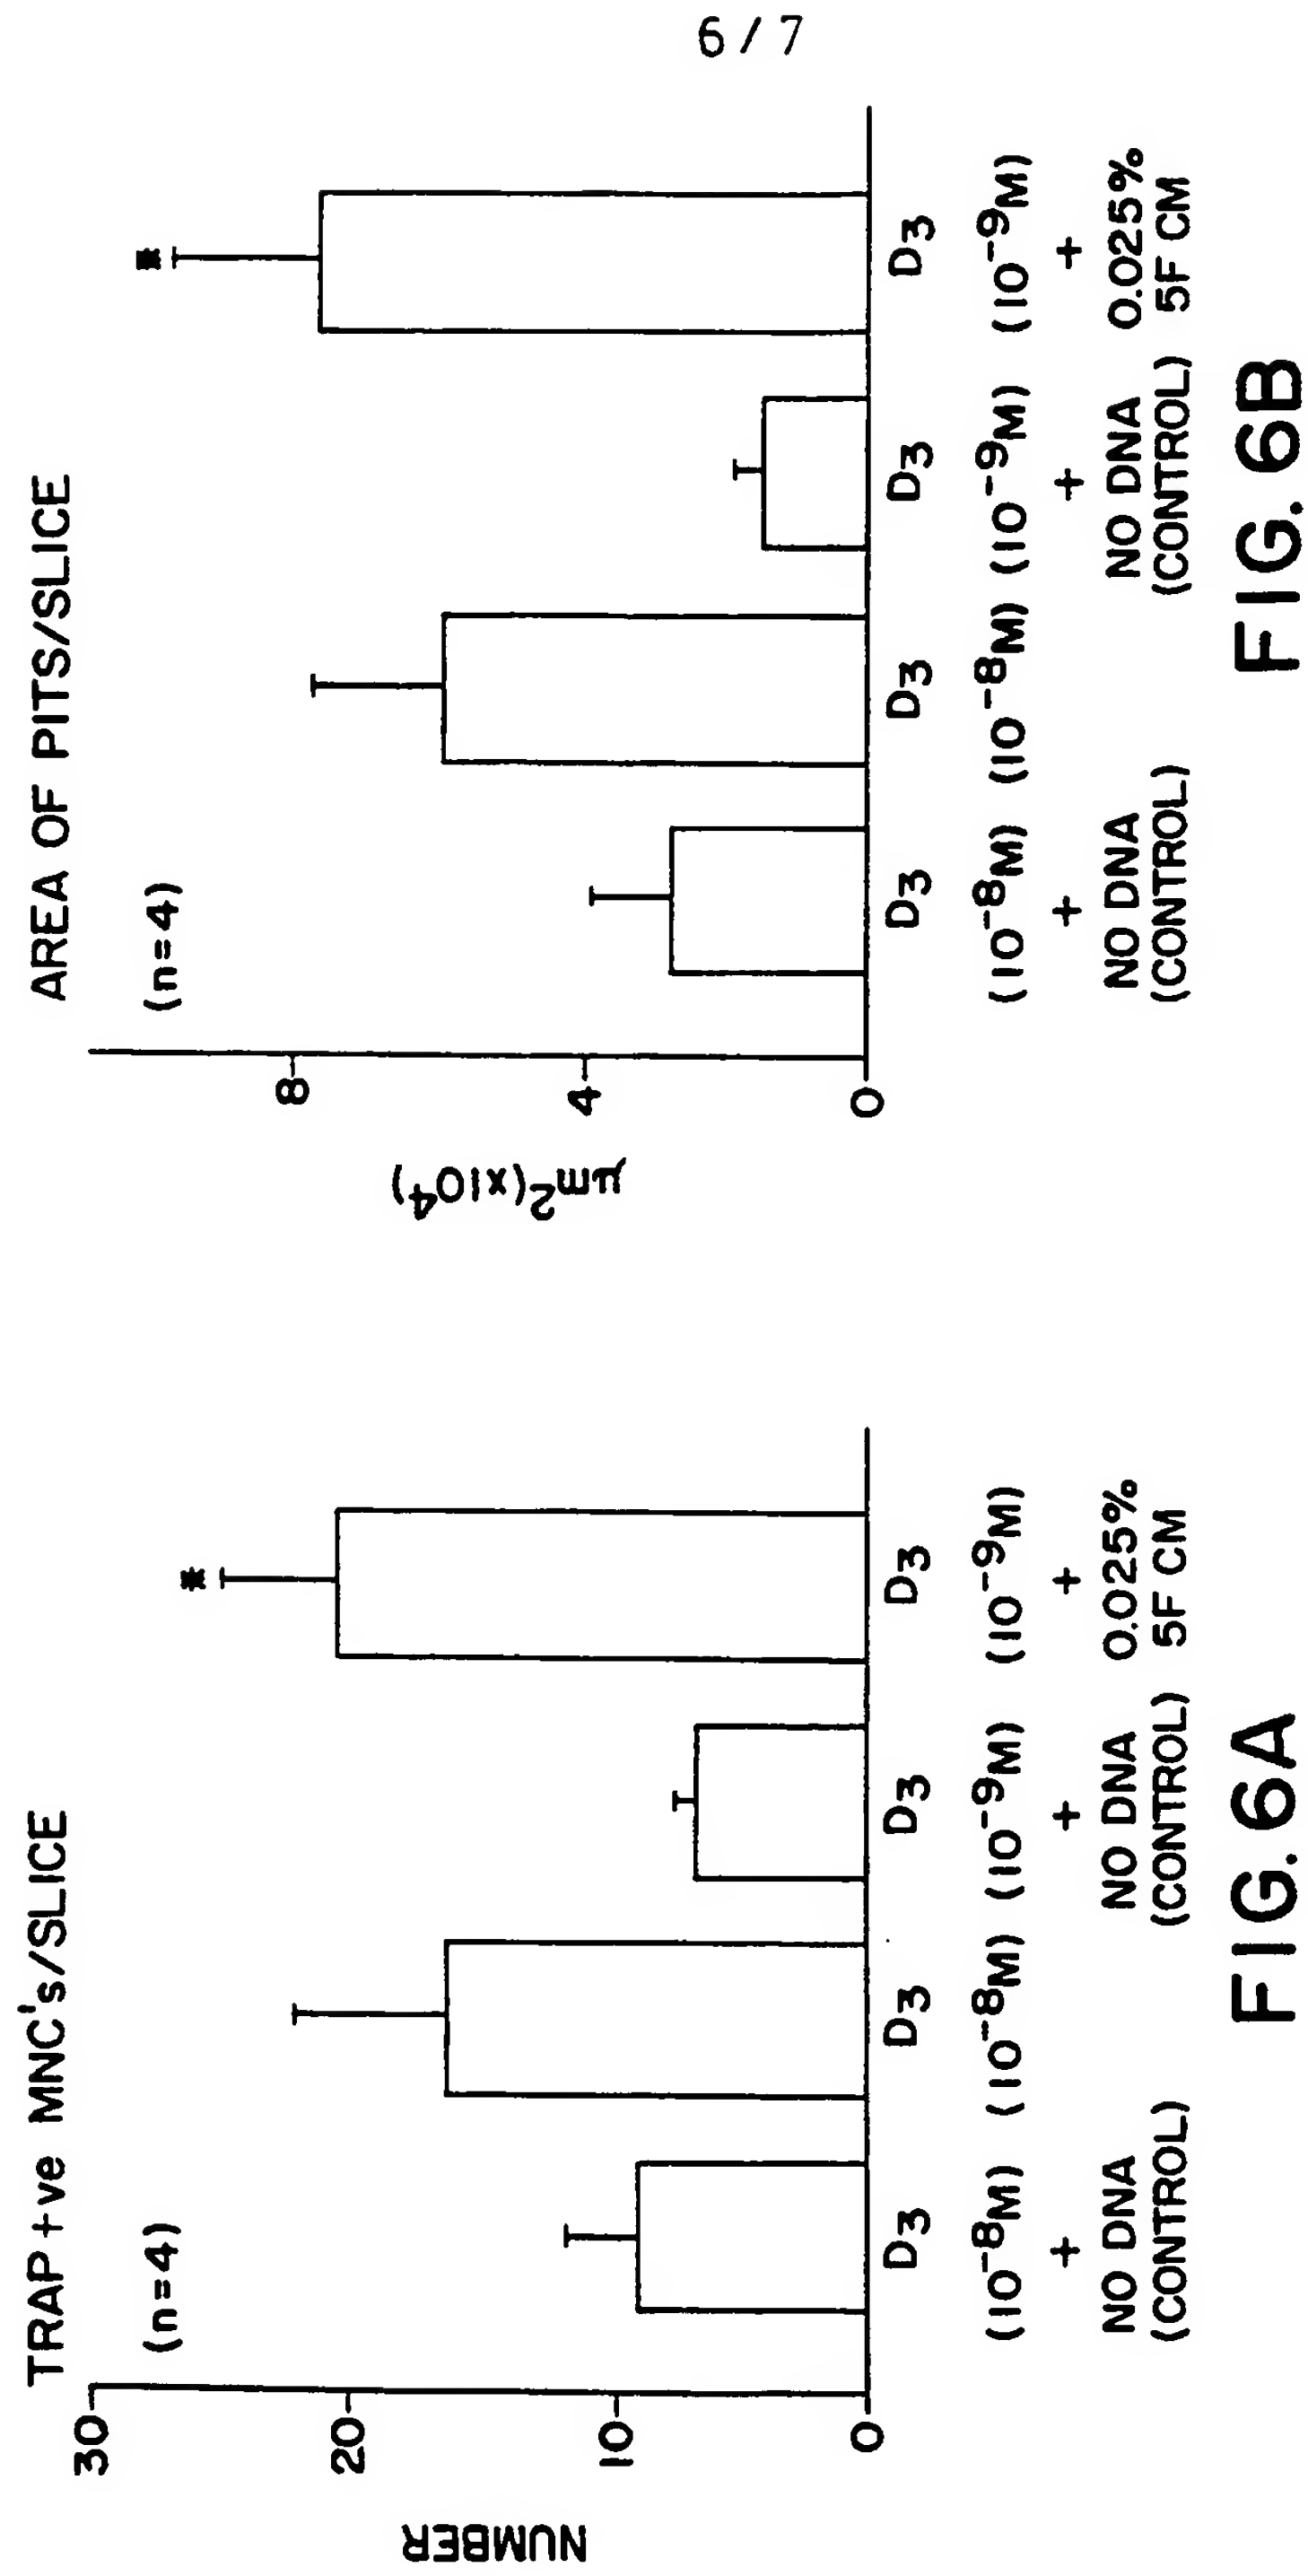 6 / 7
TRAP +ve MNC's/SLICE
(n=4)
NUMBER
30
20
10
0
D3 D3 D3 D3
(10⁻⁸M) (10⁻⁸M) (10⁻⁹M) (10⁻⁹M)
+ + +
NO DNA NO DNA 0.025%
(CONTROL) (CONTROL) 5F CM
*
FIG. 6A
AREA OF PITS/SLICE
(n=4)
μm²(x10⁴)
8
4
0
D3 D3 D3 D3
(10⁻⁸M) (10⁻⁸M) (10⁻⁹M) (10⁻⁹M)
+ + +
NO DNA NO DNA 0.025%
(CONTROL) (CONTROL) 5F CM
*
FIG. 6B